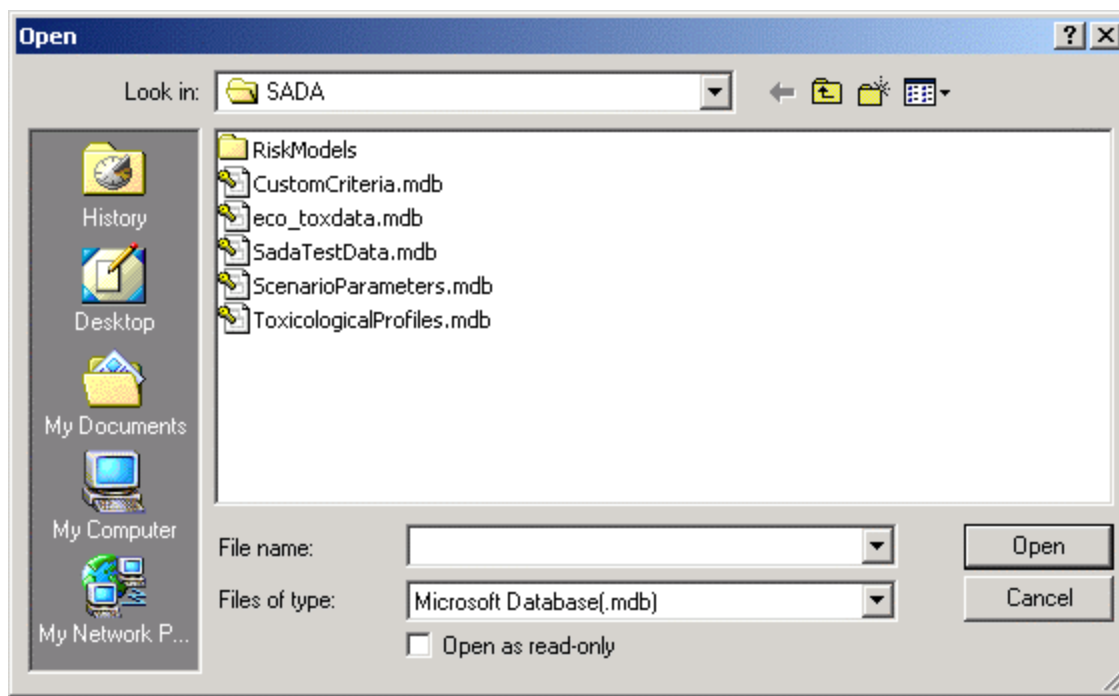 Open
Look in: SADA
History
Desktop
My Documents
My Computer
My Network P...
RiskModels
CustomCriteria.mdb
eco_toxdata.mdb
SadaTestData.mdb
ScenarioParameters.mdb
ToxicologicalProfiles.mdb
File name: Open
Files of type: Microsoft Database(.mdb) Cancel
Open as read-only